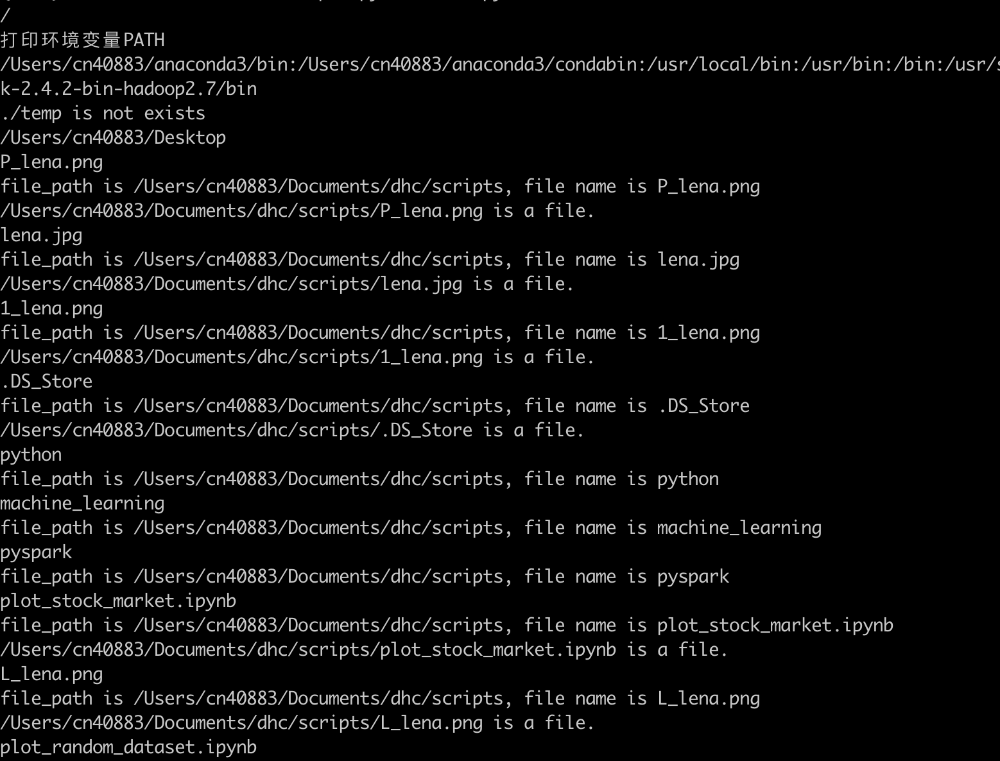 /
打印环境变量PATH
/Users/cn40883/anaconda3/bin:/Users/cn40883/anaconda3/condabin:/usr/local/bin:/usr/bin:/bin:/usr/
k-2.4.2-bin-hadoop2.7/bin
./temp is not exists
/Users/cn40883/Desktop
P_lena.png
file_path is /Users/cn40883/Documents/dhc/scripts, file name is P_lena.png
/Users/cn40883/Documents/dhc/scripts/P_lena.png is a file.
lena.jpg
file_path is /Users/cn40883/Documents/dhc/scripts, file name is lena.jpg
/Users/cn40883/Documents/dhc/scripts/lena.jpg is a file.
1_lena.png
file_path is /Users/cn40883/Documents/dhc/scripts, file name is 1_lena.png
/Users/cn40883/Documents/dhc/scripts/1_lena.png is a file.
.DS_Store
file_path is /Users/cn40883/Documents/dhc/scripts, file name is .DS_Store
/Users/cn40883/Documents/dhc/scripts/.DS_Store is a file.
python
file_path is /Users/cn40883/Documents/dhc/scripts, file name is python
machine_learning
file_path is /Users/cn40883/Documents/dhc/scripts, file name is machine_learning
pyspark
file_path is /Users/cn40883/Documents/dhc/scripts, file name is pyspark
plot_stock_market.ipynb
file_path is /Users/cn40883/Documents/dhc/scripts, file name is plot_stock_market.ipynb
/Users/cn40883/Documents/dhc/scripts/plot_stock_market.ipynb is a file.
L_lena.png
file_path is /Users/cn40883/Documents/dhc/scripts, file name is L_lena.png
/Users/cn40883/Documents/dhc/scripts/L_lena.png is a file.
plot_random_dataset.ipynb